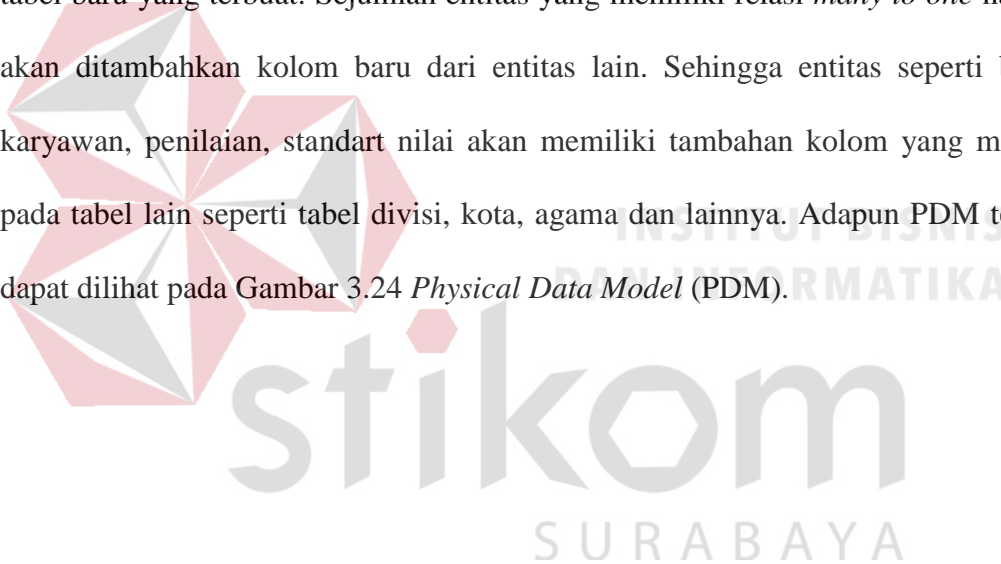 tabel baru yang terbuat. Sejumlah entitas yang memiliki relasi many to one
akan ditambahkan kolom baru dari entitas lain. Sehingga entitas seperti
karyawan, penilaian, standart nilai akan memiliki tambahan kolom yang
pada tabel lain seperti tabel divisi, kota, agama dan lainnya. Adapun PDM
INSTITUT BISNIS
dapat dilihat pada Gambar 3.24 Physical Data Model (PDM).
DAN INFORMATIKA
stikom
SURABAYA